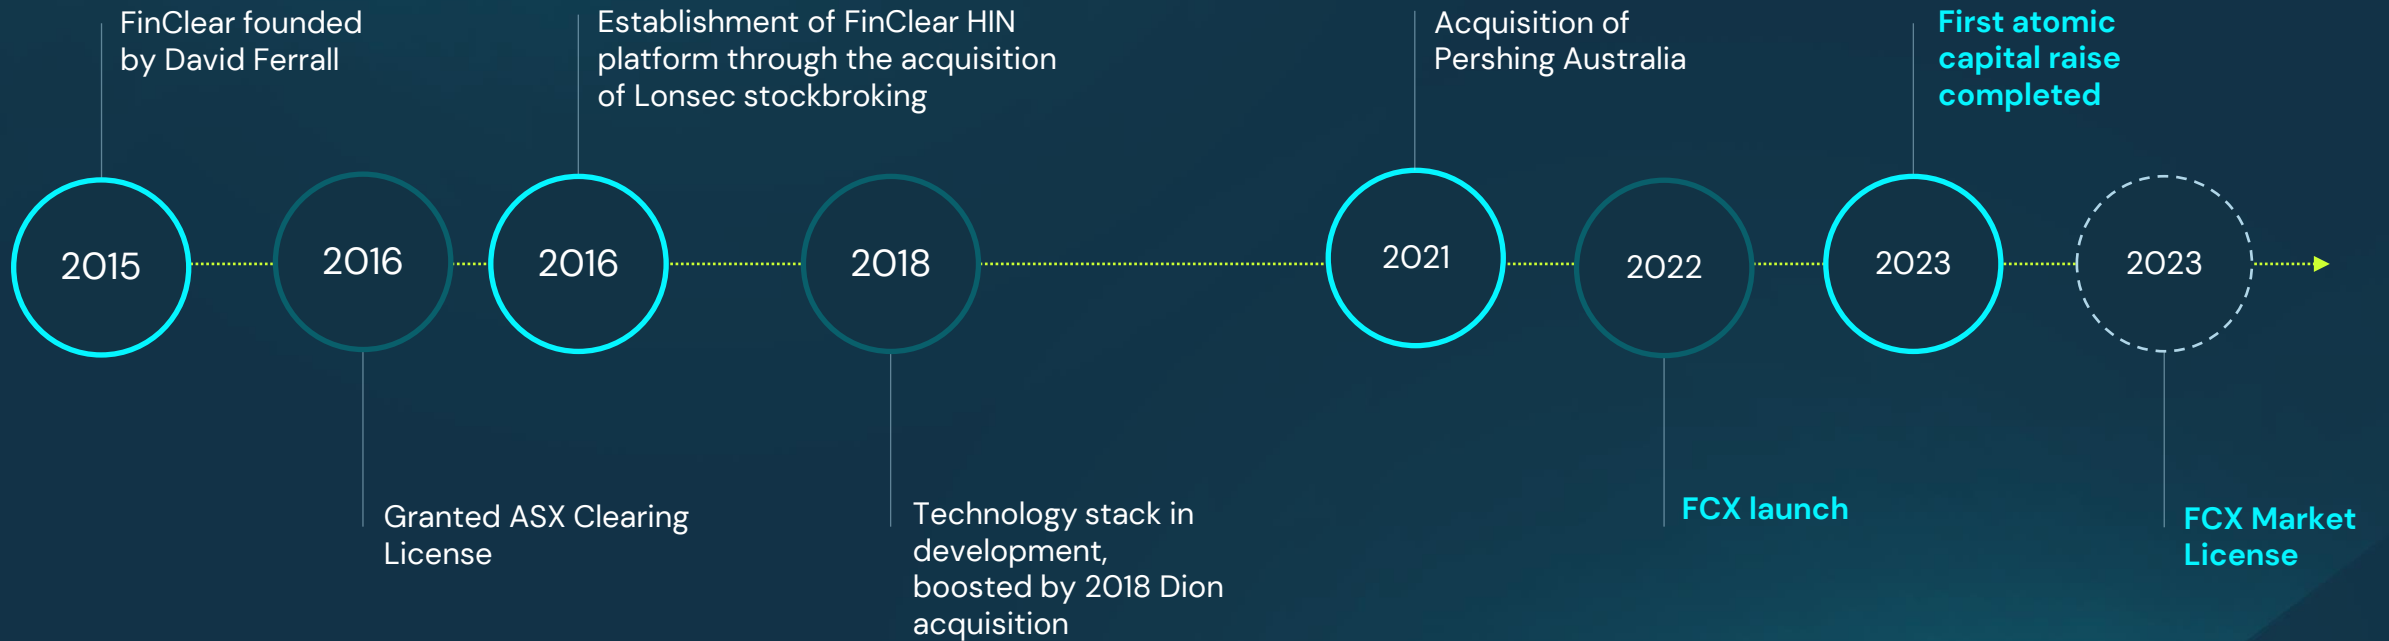 FinClear founded
by David Ferrall
Establishment of FinClear HIN
platform through the acquisition
of Lonsec stockbroking
Acquisition of
Pershing Australia
First atomic
capital raise
completed
2015
2016
2016
2018
2021
2022
2023
2023
Granted ASX Clearing
License
Technology stack in
development,
boosted by 2018 Dion
acquisition
FCX launch
FCX Market
License